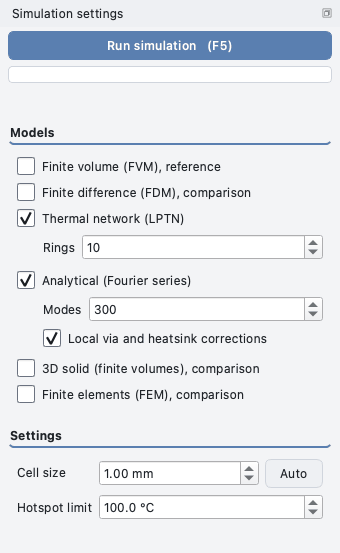 Simulation settings
Run simulation (F5)
Models
Finite volume (FVM), reference
Finite difference (FDM), comparison
Thermal network (LPTN)
Rings 10
Analytical (Fourier series)
Modes 300
Local via and heatsink corrections
3D solid (finite volumes), comparison
Finite elements (FEM), comparison
Settings
Cell size 1.00 mm Auto
Hotspot limit 100.0 °C